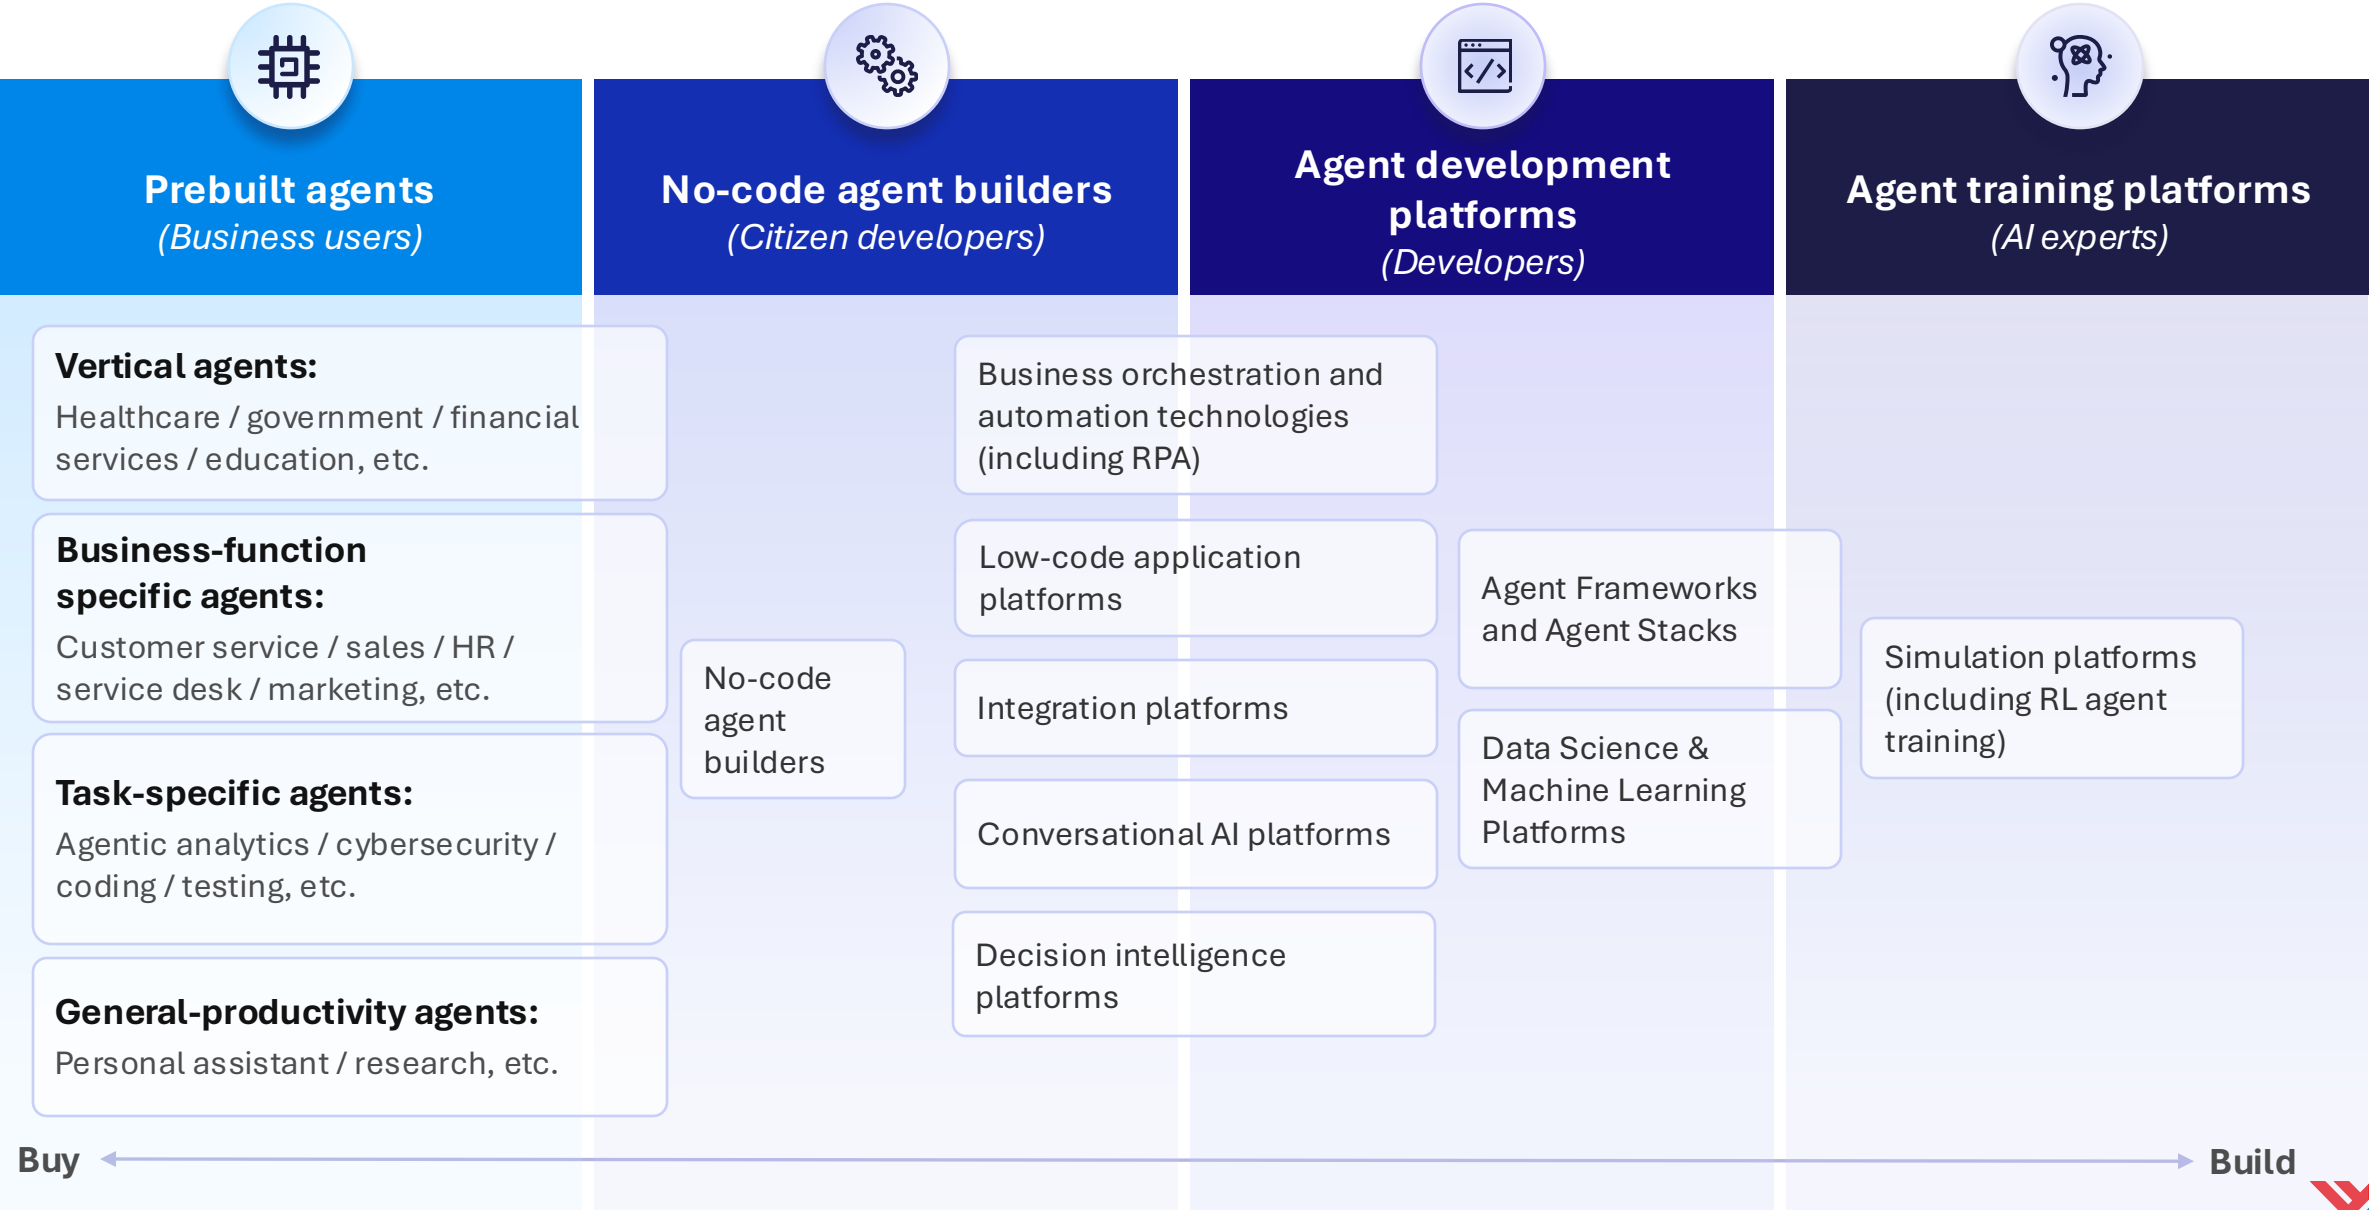 Prebuilt agents
(Business users)
No-code agent builders
(Citizen developers)
Agent development
platforms
(Developers)
Agent training platforms
(AI experts)
Vertical agents:
Healthcare / government / financial
services / education, etc.
Business-function
specific agents:
Customer service / sales / HR /
service desk / marketing, etc.
Task-specific agents:
Agentic analytics / cybersecurity /
coding / testing, etc.
General-productivity agents:
Personal assistant / research, etc.
No-code
agent
builders
Business orchestration and
automation technologies
(including RPA)
Low-code application
platforms
Integration platforms
Conversational AI platforms
Decision intelligence
platforms
Agent Frameworks
and Agent Stacks
Data Science &
Machine Learning
Platforms
Simulation platforms
(including RL agent
training)
Buy
Build